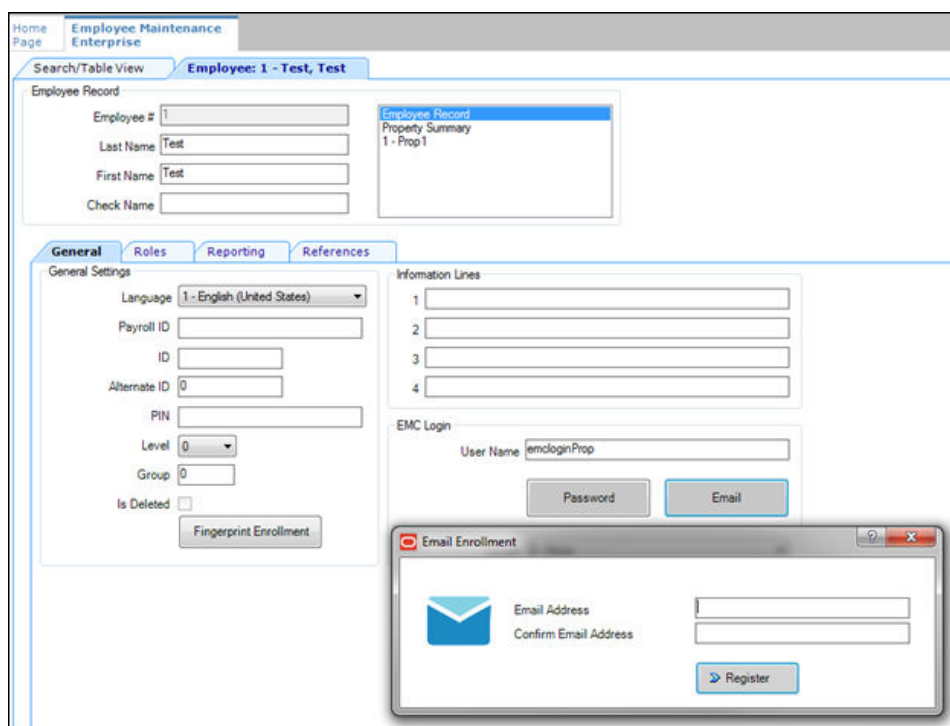 Home Page
Employee Maintenance Enterprise
Search/Table View
Employee: 1 - Test, Test
Employee Record
Employee # 1
Last Name Test
First Name Test
Check Name
Employee Record
Property Summary
1 - Prop1
General
Roles
Reporting
References
General Settings
Language 1 - English (United States)
Payroll ID
ID
Alternate ID 0
PIN
Level 0
Group 0
Is Deleted
Fingerprint Enrollment
Information Lines
1
2
3
4
EMC Login
User Name emcloginProp
Password
Email
Email Enrollment
?
X
Email Address
Confirm Email Address
Register